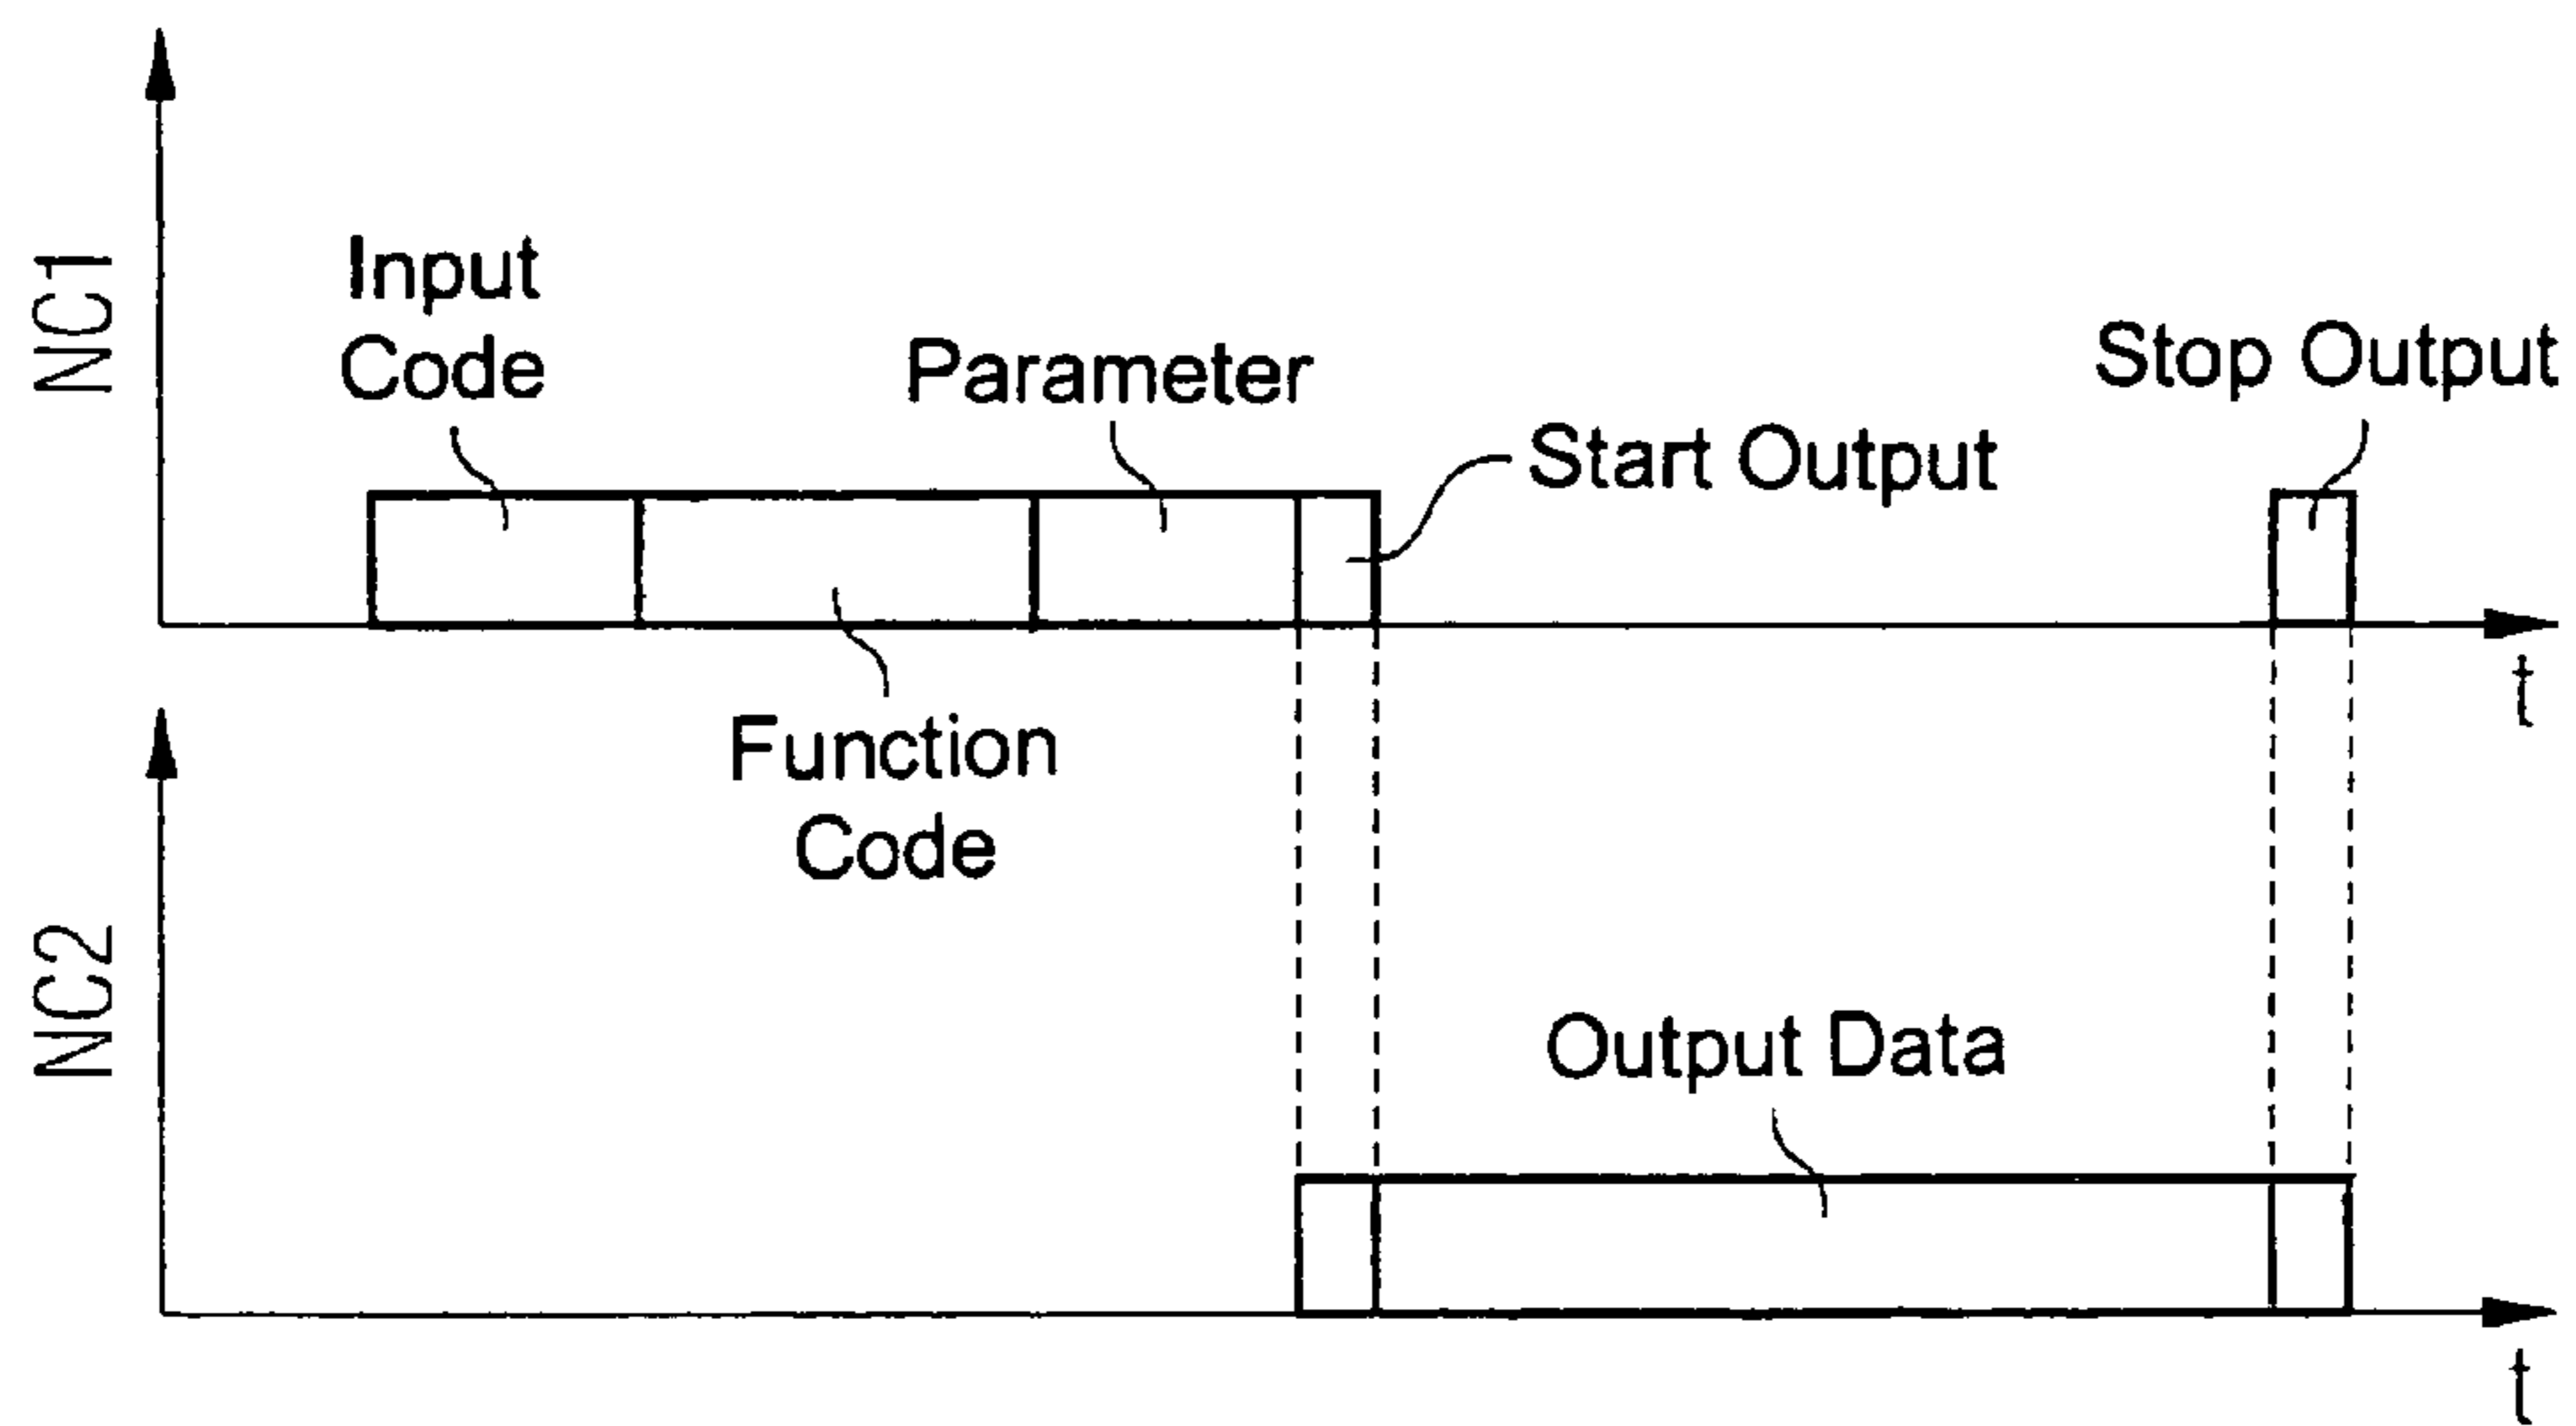 NC1
Input
Code
Parameter
Start Output
Stop Output
t
Function
Code
NC2
Output Data
t